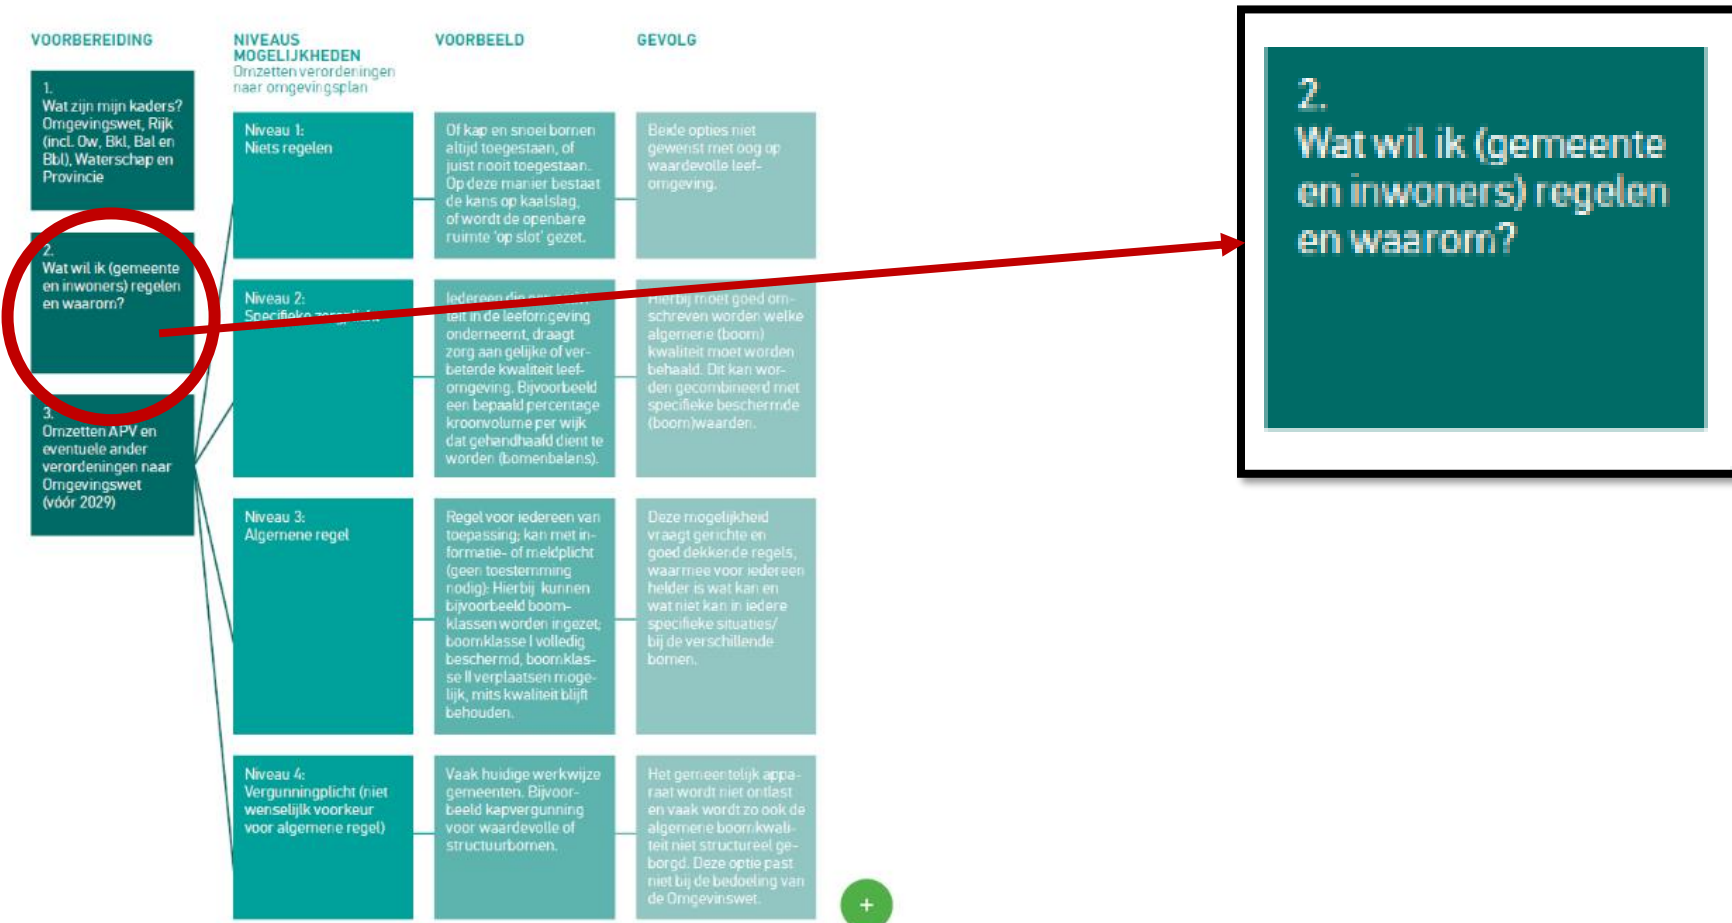 VOORBEREIDING
1.
Wat zijn mijn kaders?
Omgevingswet, Rijk
(incl. Ow, Bkl, Bal en
Bbl), Waterschap en
Provincie
2.
Wat wil ik (gemeente
en inwoners) regelen
en waarom?
3.
Omzetten APV en
eventuele ander
verordeningen naar
Omgevingswet
(vóór 2029)
NIVEAUS
MOGELIJKHEDEN
Omzetten verordeningen
naar omgevingsplan
Niveau 1:
Niets regelen
Niveau 2:
Specifieke zorgplicht
Niveau 3:
Algemene regel
Niveau 4:
Vergunningplicht (niet
wenselijlk voorkeur
voor algemene regel)
VOORBEELD
Of kap en snoei bomen
altijd toegestaan, of
juist nooit toegestaan.
Op deze manier bestaat
de kans op kaalslag,
of wordt de openbare
ruimte 'op slot' gezet.
Iedereen die
teit in de leefomgeving
onderneemt, draagt
zorg aan gelijke of ver-
beterde kwaliteit leef-
omgeving. Bijvoorbeeld
een bepaald percentage
kroonvolume per wijk
dat gehandhaafd dient te
worden (bomenbalans).
Regel voor iedereen van
toepassing; kan met in-
formatie- of meldplicht
(geen toestemming
nodig): Hierbij kunnen
bijvoorbeeld boom-
klassen worden ingezet;
boomklasse I volledig
beschermd, boomklas-
se II verplaatsen moge-
lijk, mits kwaliteit blijft
behouden.
Vaak huidige werkwijze
gemeenten. Bijvoor-
beeld kapvergunning
voor waardevolle of
structuurbomen.
GEVOLG
Beide opties niet
gewenst met oog op
waardevolle leef-
omgeving.
Hierbij moet goed om-
schreven worden welke
algemene (boom)
kwaliteit moet worden
behaald. Dit kan wor-
den gecombineerd met
specifieke beschermde
(boom)waarden.
Deze mogelijkheid
vraagt gerichte en
goed dekkende regels,
waarmee voor iedereen
helder is wat kan en
wat niet kan in iedere
specifieke situaties/
bij de verschillende
bomen.
Het gemeentelijk appa-
raat wordt niet ontlast
en vaak wordt zo ook de
algemene boomkwali-
teit niet structureel ge-
borgd. Deze optie past
niet bij de bedoeling van
de Omgevinswet.
+
2.
Wat wil ik (gemeente
en inwoners) regelen
en waarom?